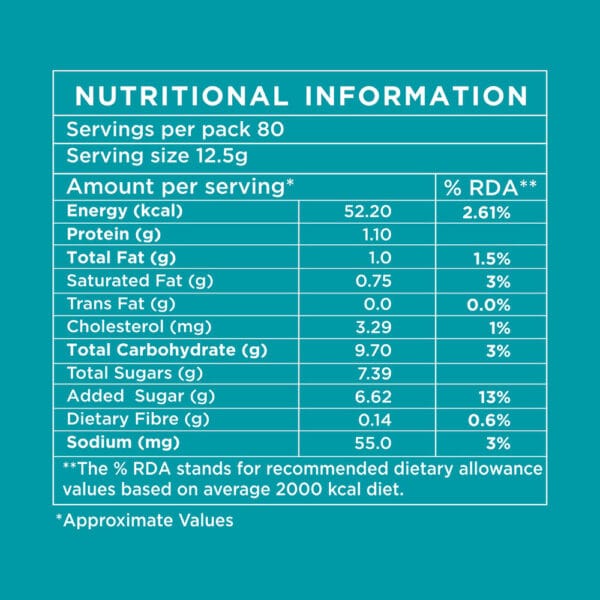 NUTRITIONAL INFORMATION
Servings per pack 80
Serving size 12.5g
Amount per serving* % RDA**
Energy (kcal) 52.20 2.61%
Protein (g) 1.10
Total Fat (g) 1.0 1.5%
Saturated Fat (g) 0.75 3%
Trans Fat (g) 0.0 0.0%
Cholesterol (mg) 3.29 1%
Total Carbohydrate (g) 9.70 3%
Total Sugars (g) 7.39
Added Sugar (g) 6.62 13%
Dietary Fibre (g) 0.14 0.6%
Sodium (mg) 55.0 3%
**The % RDA stands for recommended dietary allowance
values based on average 2000 kcal diet.
*Approximate Values